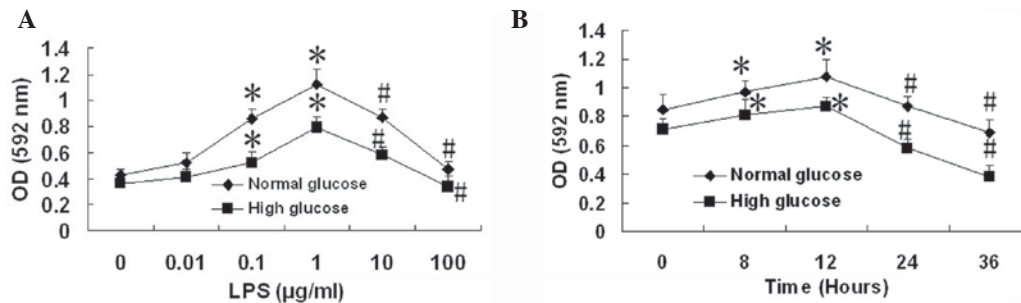 A
OD (592 nm)
1.4
1.2
1
0.8
0.6
0.4
0.2
0
* * *
* * # #
# #
Normal glucose
High glucose
0 0.01 0.1 1 10 100
LPS (µg/ml)
B
OD (592 nm)
1.4
1.2
1
0.8
0.6
0.4
0.2
0
* *
* * # #
# #
Normal glucose
High glucose
0 8 12 24 36
Time (Hours)